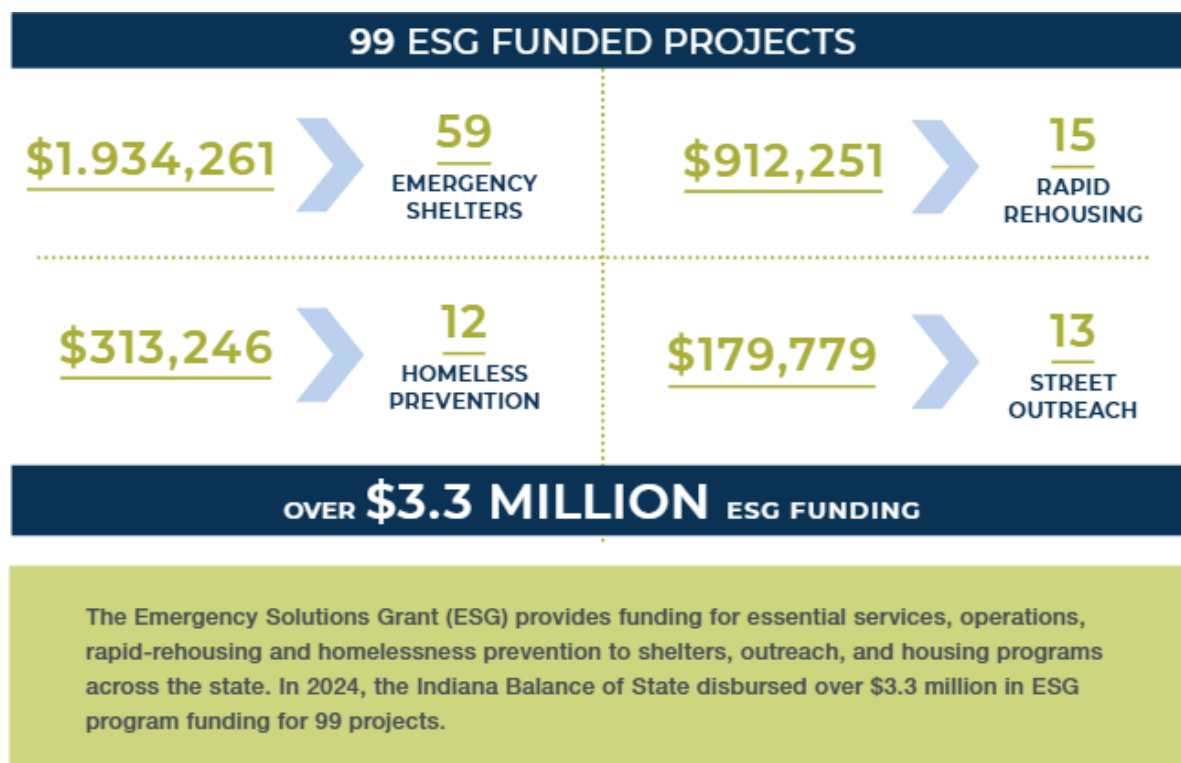 99 ESG FUNDED PROJECTS
$1.934,261
59
EMERGENCY
SHELTERS
$912,251
15
RAPID
REHOUSING
$313,246
12
HOMELESS
PREVENTION
$179,779
13
STREET
OUTREACH
OVER $3.3 MILLION ESG FUNDING
The Emergency Solutions Grant (ESG) provides funding for essential services, operations,
rapid-rehousing and homelessness prevention to shelters, outreach, and housing programs
across the state. In 2024, the Indiana Balance of State disbursed over $3.3 million in ESG
program funding for 99 projects.